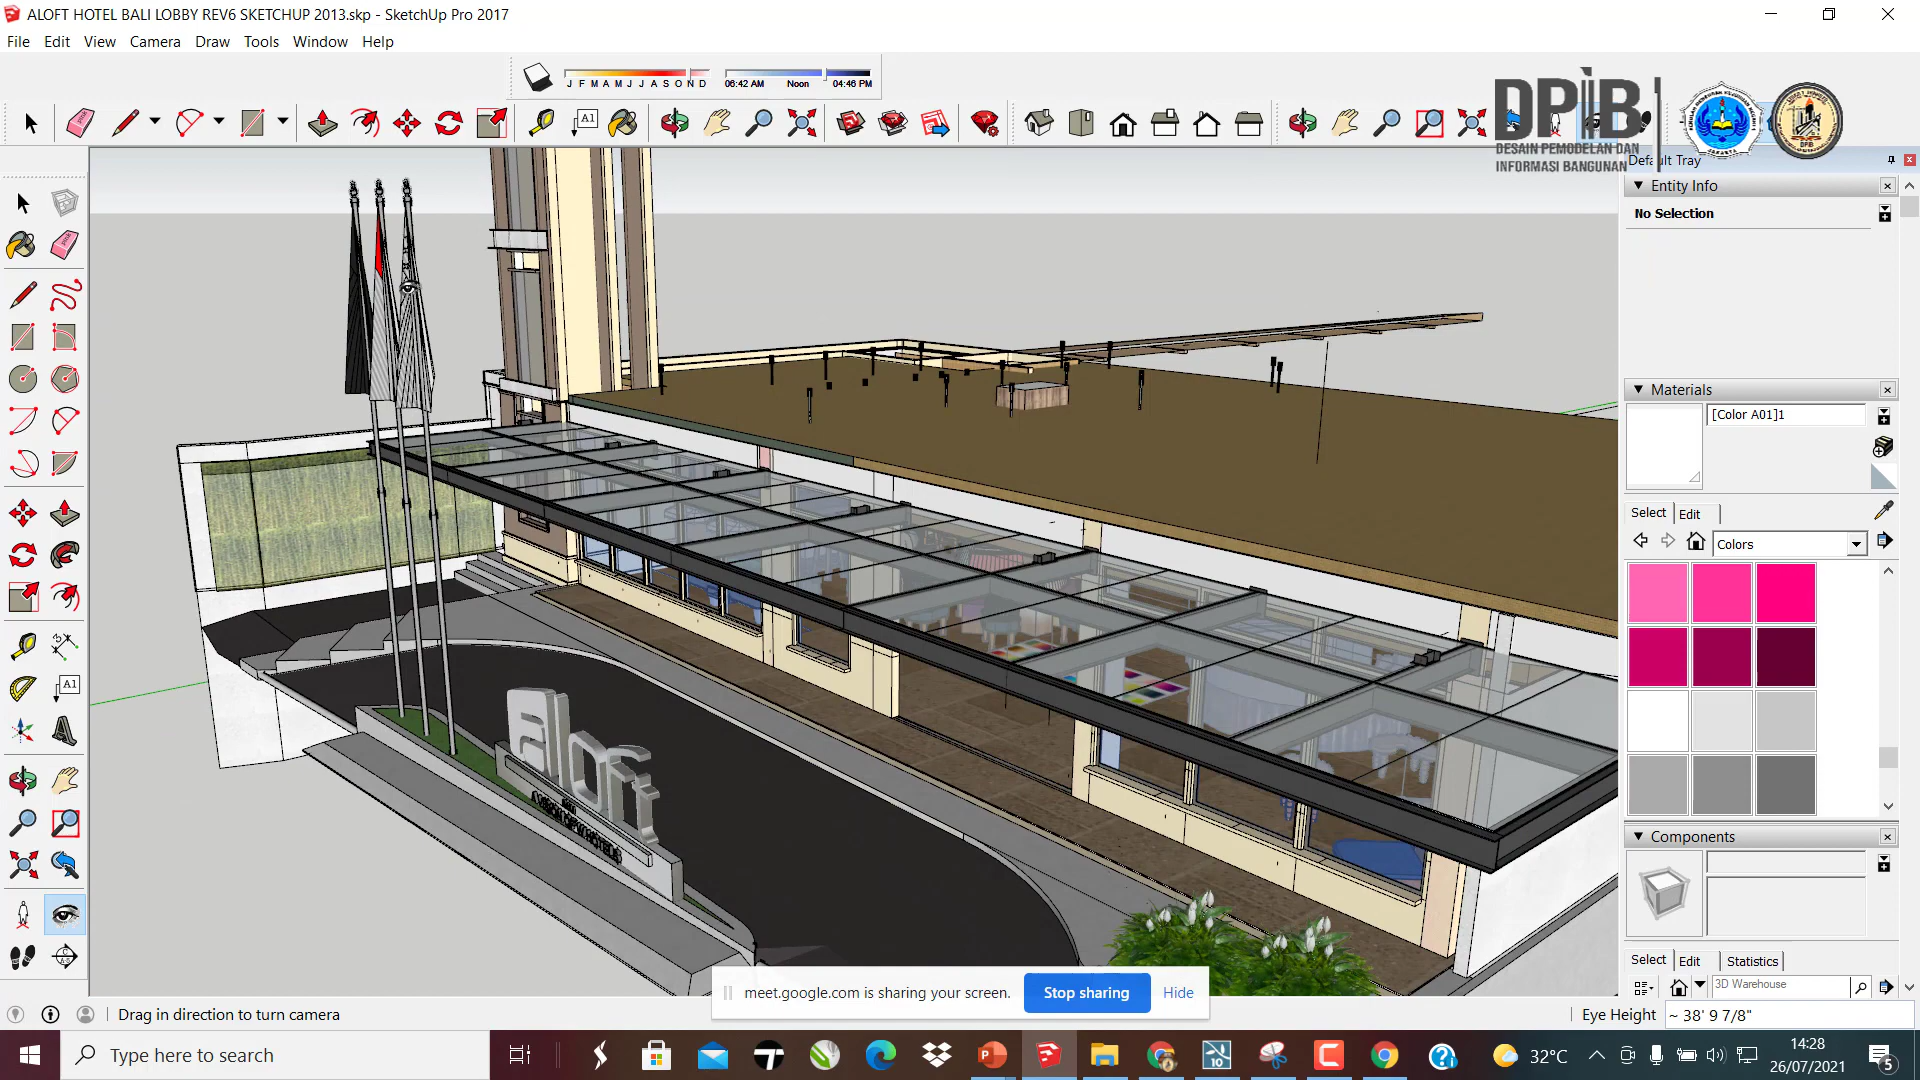 ALOFT HOTEL BALI LOBBY REV6 SKETCHUP 2013.skp - SketchUp Pro 2017
File Edit View Camera Draw Tools Window Help
J F M A M J J A S O N D
06:42 AM Noon 04:46 PM
A1
DPiB
DESAIN PEMODELAN DAN
INFORMASI BANGUNAN
Default Tray
Entity Info
No Selection
Materials
[Color A01]1
Select Edit
Colors
A1
aloft
Components
Select Edit Statistics
3D Warehouse
meet.google.com is sharing your screen. Stop sharing Hide
Drag in direction to turn camera
Eye Height ~ 38' 9 7/8"
Type here to search
10
32°C
14:28
26/07/2021
5